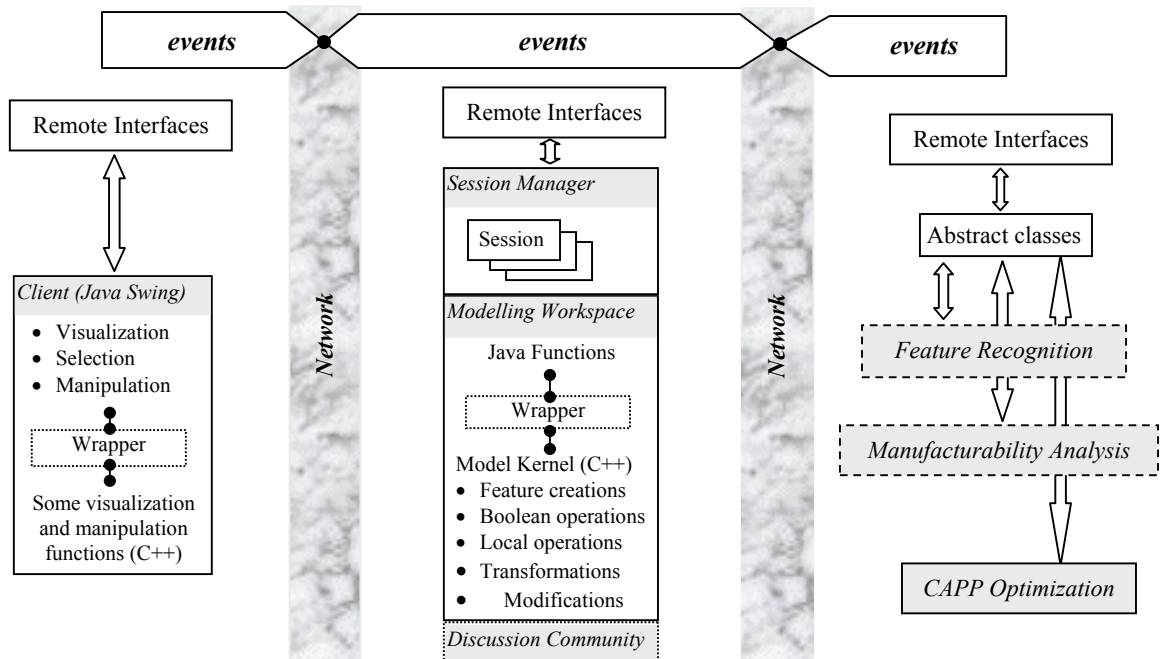 events
events
events
Remote Interfaces
Client (Java Swing)
• Visualization
• Selection
• Manipulation
Wrapper
Some visualization
and manipulation
functions (C++)
Network
Remote Interfaces
Session Manager
Session
Modelling Workspace
Java Functions
Wrapper
Model Kernel (C++)
• Feature creations
• Boolean operations
• Local operations
• Transformations
• Modifications
Discussion Community
Network
Remote Interfaces
Abstract classes
Feature Recognition
Manufacturability Analysis
CAPP Optimization